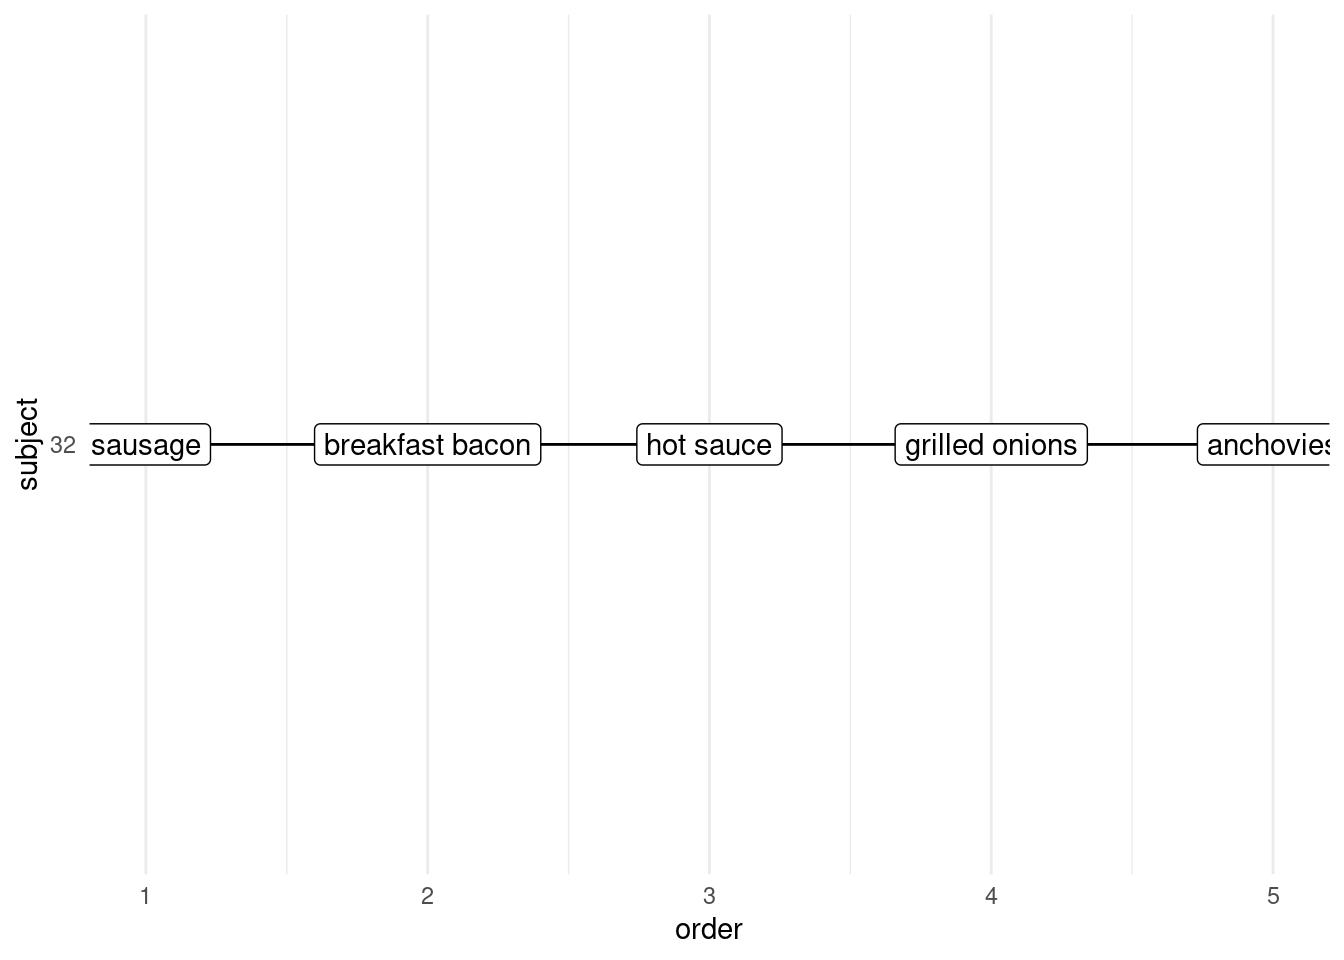 subject
32
sausage
breakfast bacon
hot sauce
grilled onions
anchovies
1 2 3 4 5
order